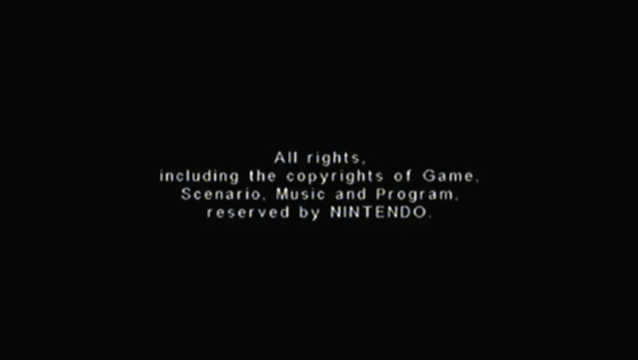 All rights,
including the copyrights of Game,
Scenario, Music and Program,
reserved by NINTENDO.